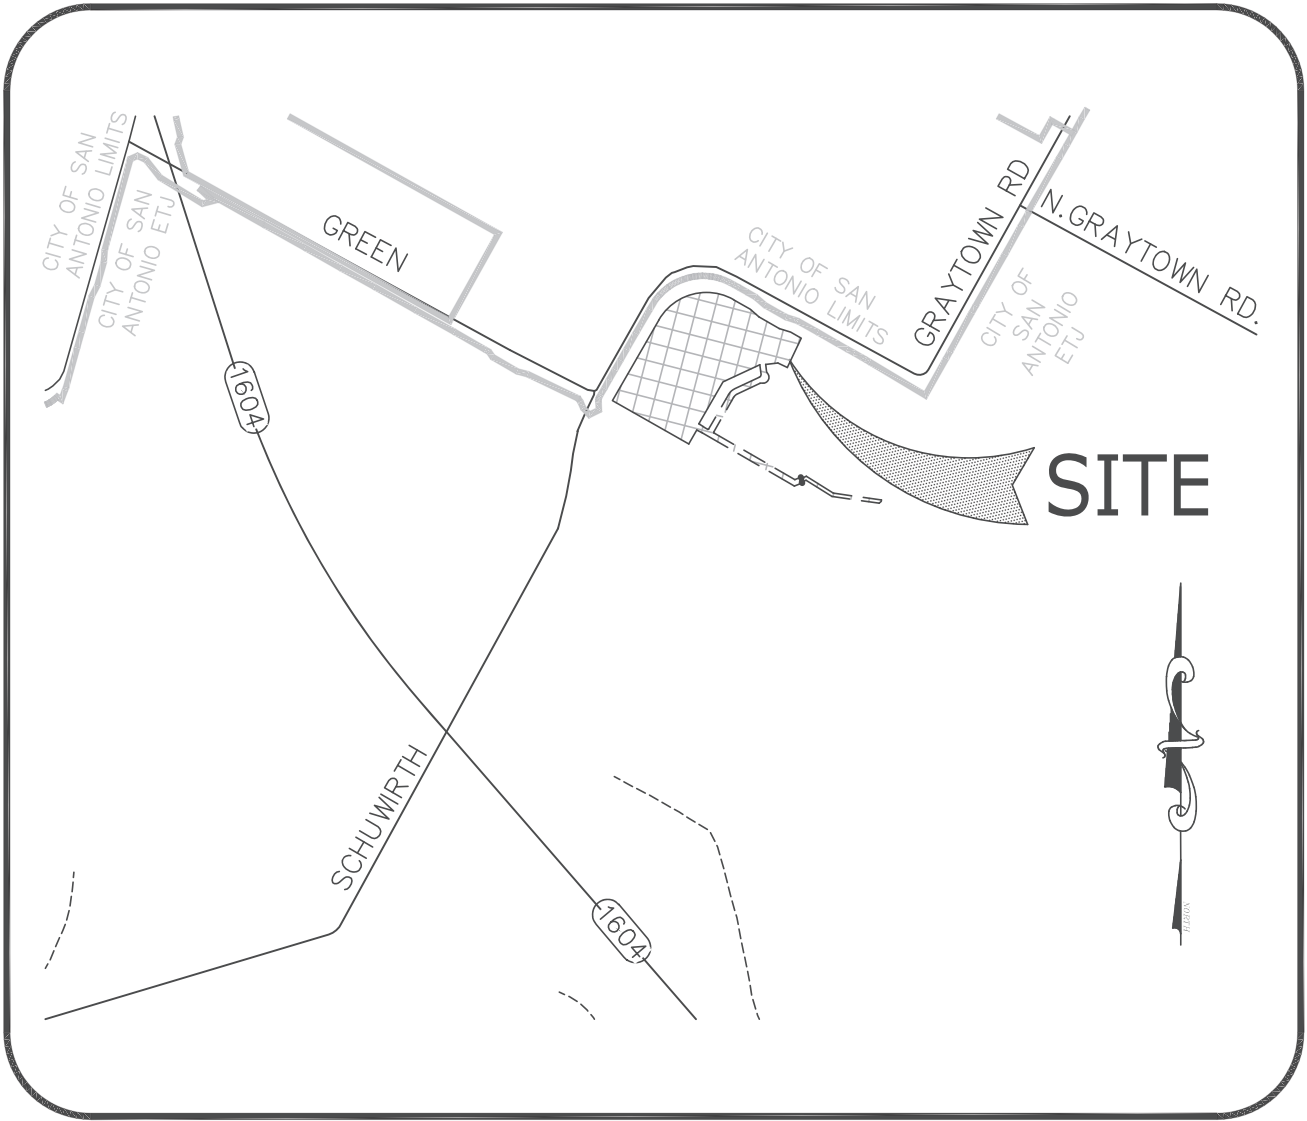 CITY OF SAN
ANTONIO LIMITS
CITY OF SAN
ANTONIO ETJ
GREEN
CITY OF SAN
ANTONIO LIMITS
GRAYTOWN RD
N. GRAYTOWN RD.
CITY OF
SAN
ANTONIO
ETJ
1604
SITE
SCHUWIRTH
1604
NORTH